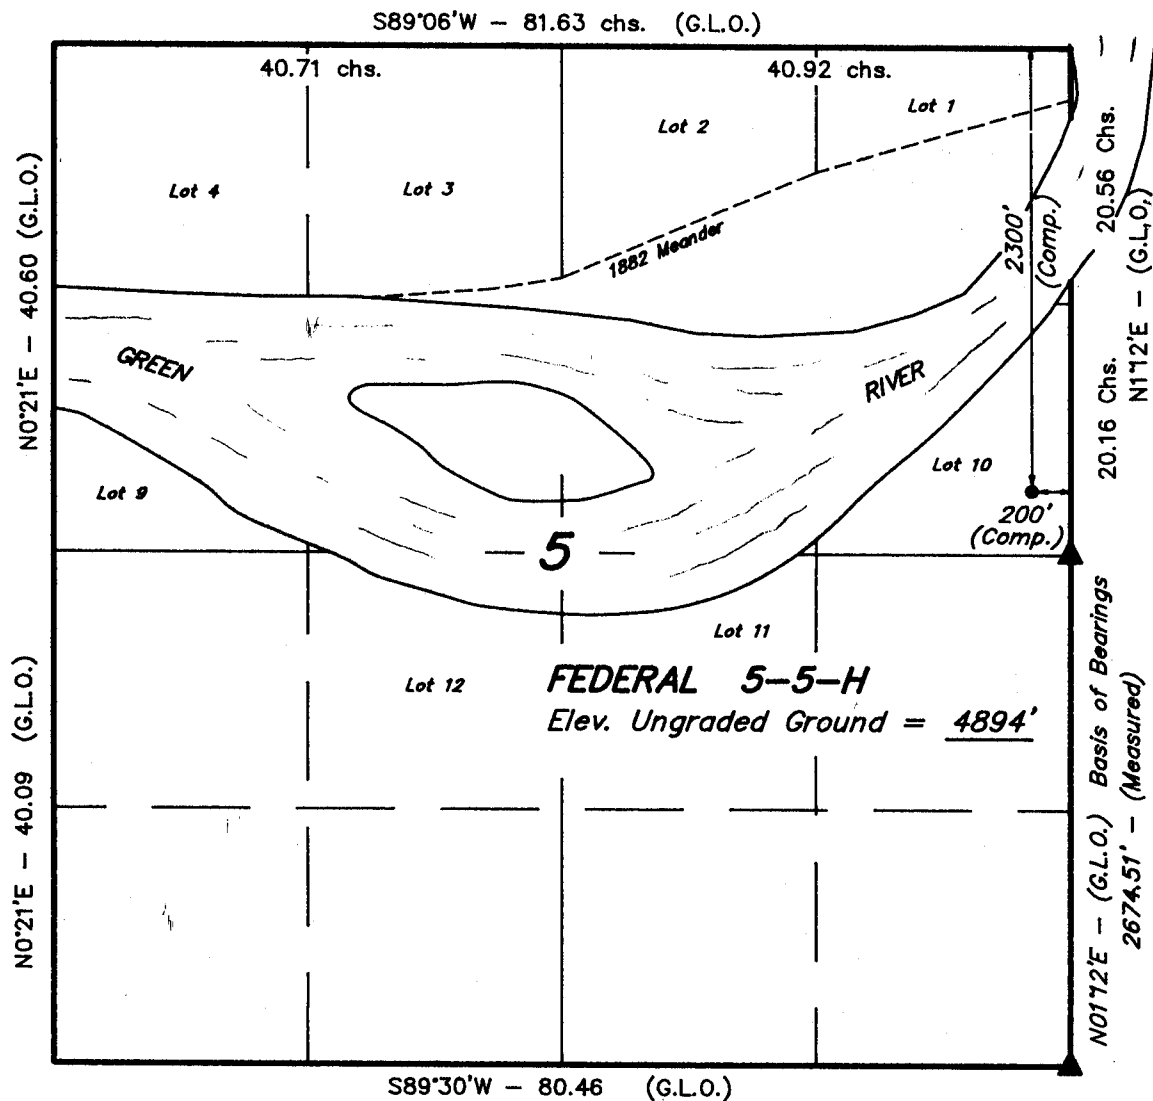 S89°06'W – 81.63 chs. (G.L.O.)
40.71 chs.
40.92 chs.
Lot 1
Lot 2
Lot 3
Lot 4
1882 Meander
N0°21'E – 40.60 (G.L.O.)
20.56 Chs.
N1°12'E – (G.L.O.)
2300'
(Comp.)
GREEN
RIVER
20.16 Chs.
Lot 9
Lot 10
200'
(Comp.)
5
Lot 11
Lot 12
FEDERAL 5–5–H
Elev. Ungraded Ground = 4894'
N0°21'E – 40.09 (G.L.O.)
N01°12'E – (G.L.O.) Basis of Bearings
2674.51' – (Measured)
S89°30'W – 80.46 (G.L.O.)